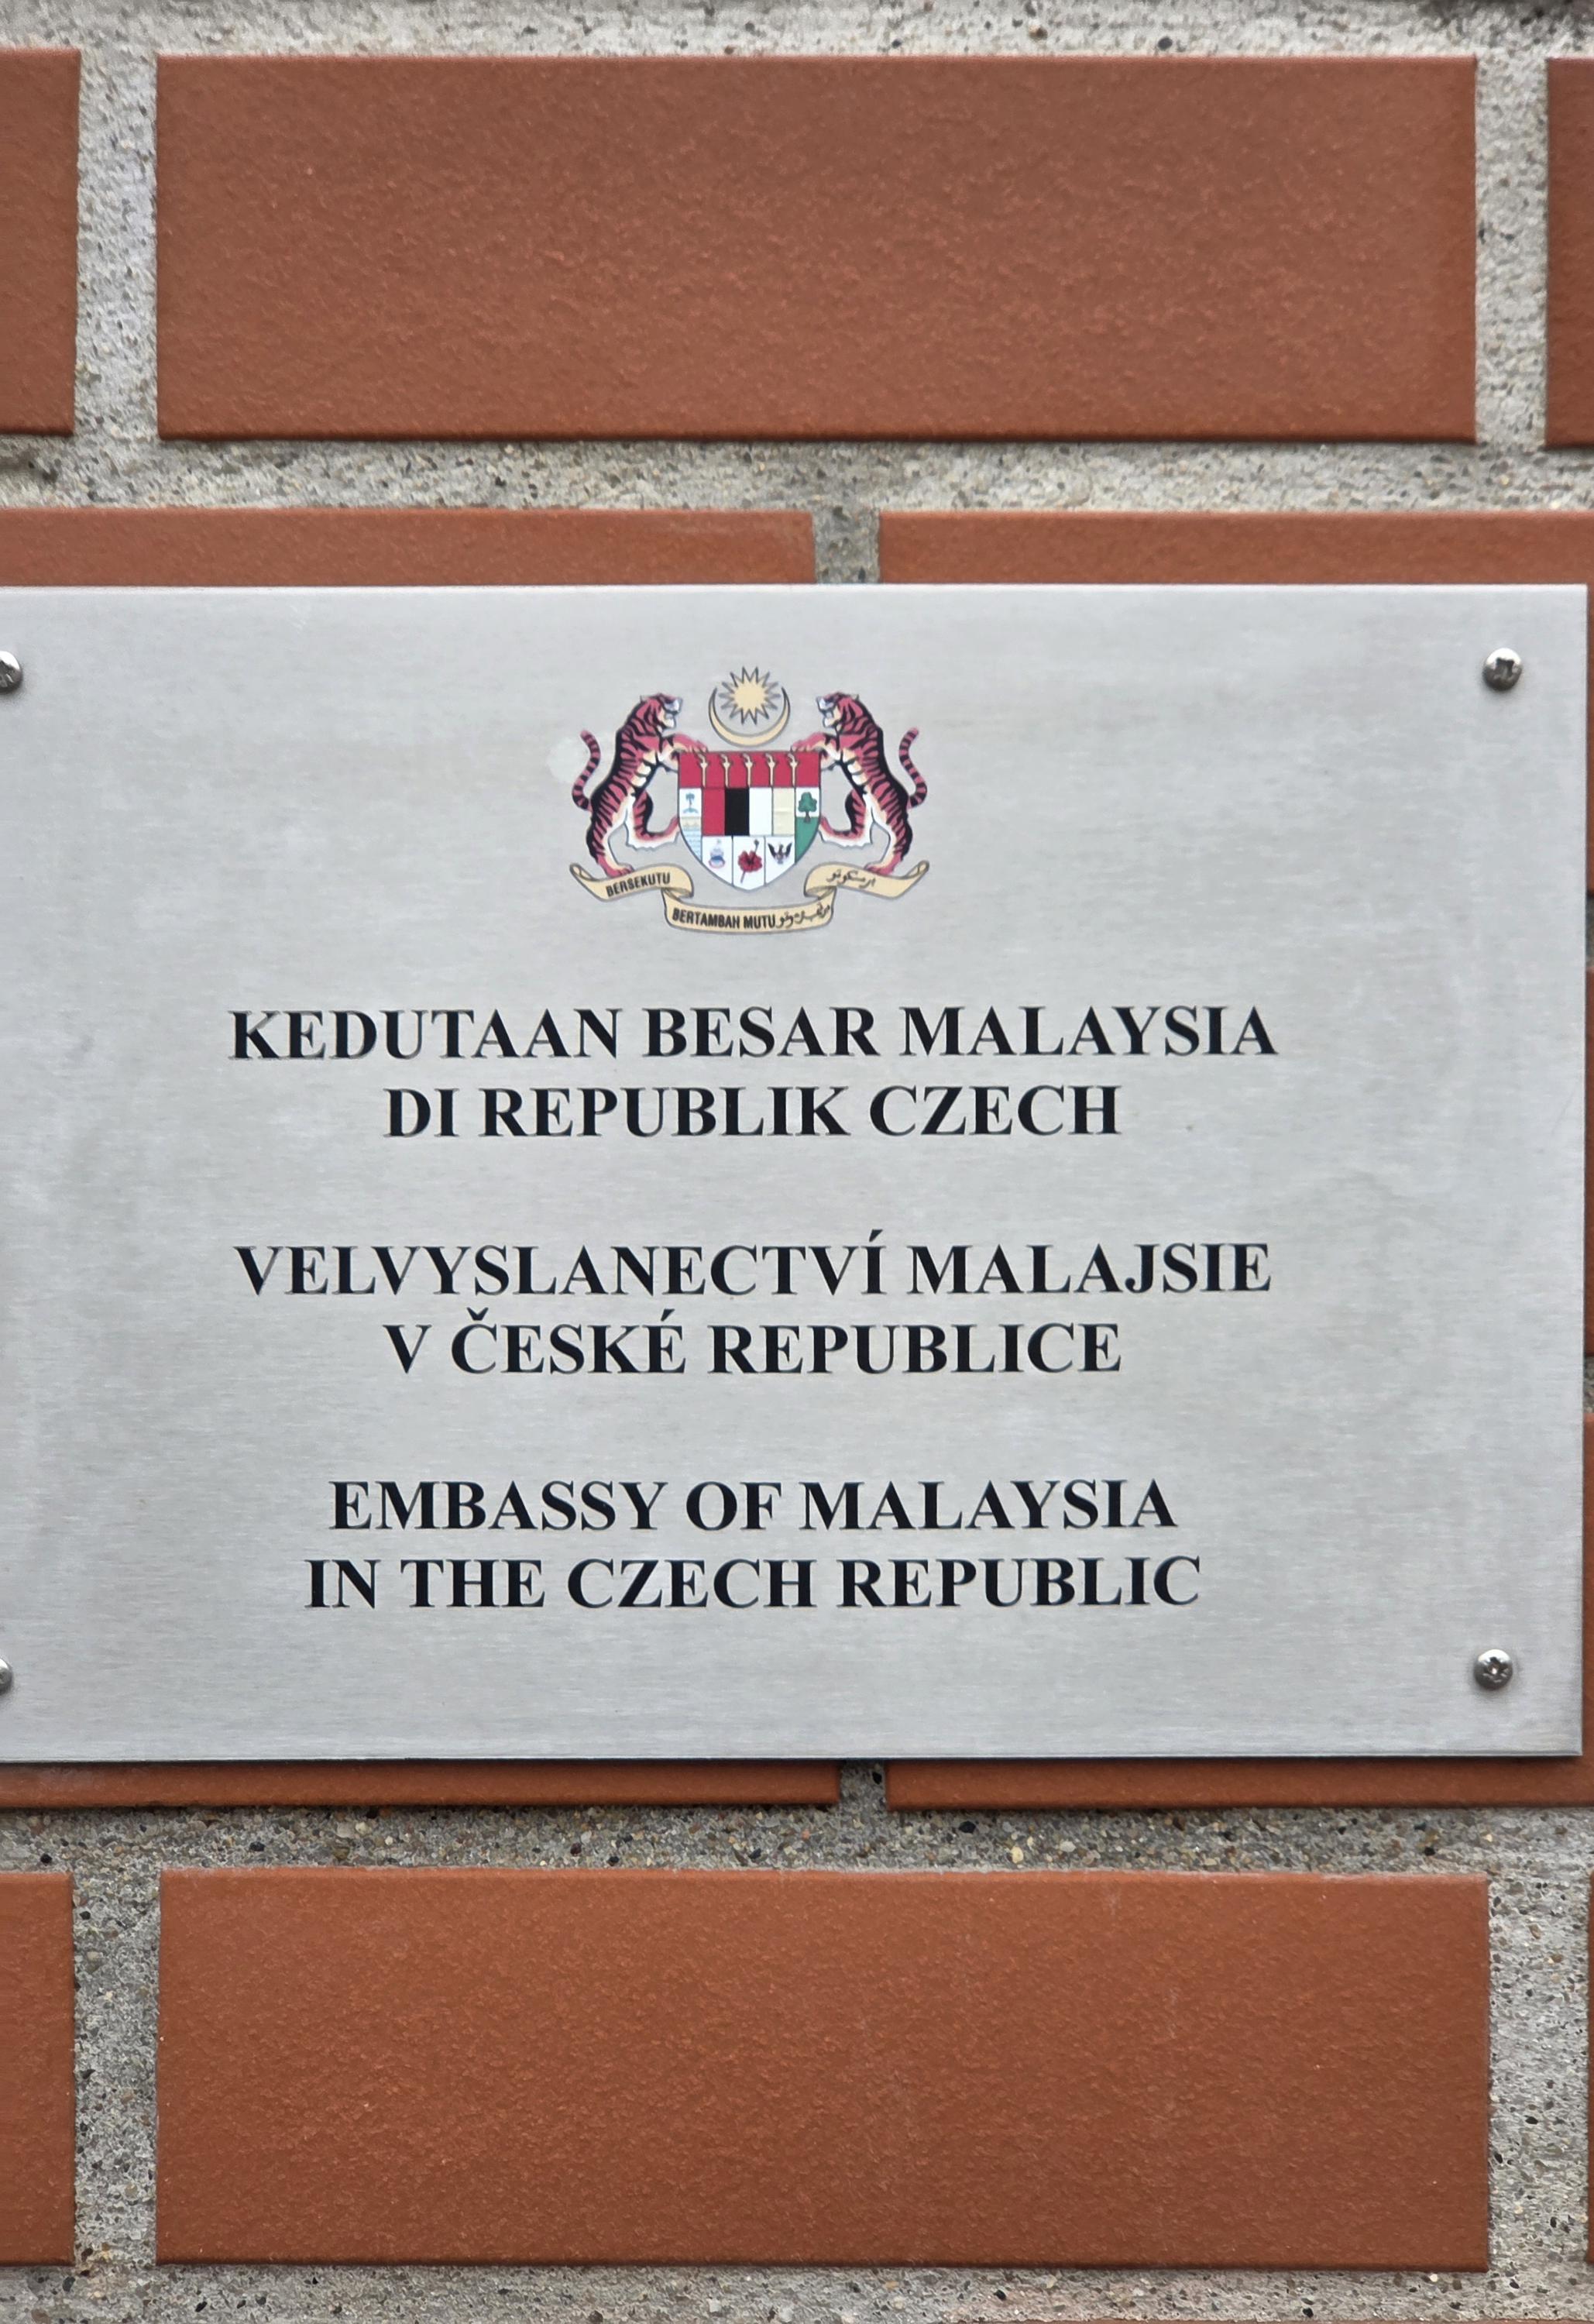 BERSEKUTU
برسكوتو
BERTAMBAH MUTU
KEDUTAAN BESAR MALAYSIA
DI REPUBLIK CZECH
VELVYSLANECTVÍ MALAJSIE
V ČESKÉ REPUBLICE
EMBASSY OF MALAYSIA
IN THE CZECH REPUBLIC